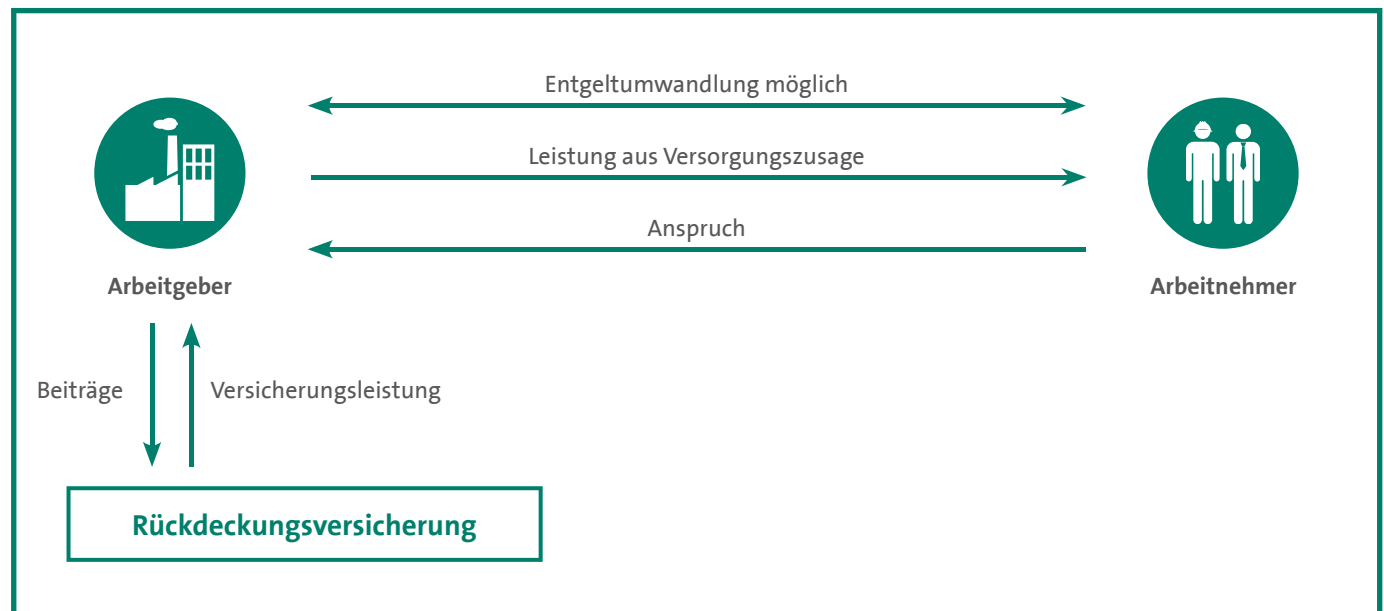 Entgeltumwandlung möglich
Leistung aus Versorgungszusage
Anspruch
Arbeitgeber
Arbeitnehmer
Beiträge
Versicherungsleistung
Rückdeckungsversicherung